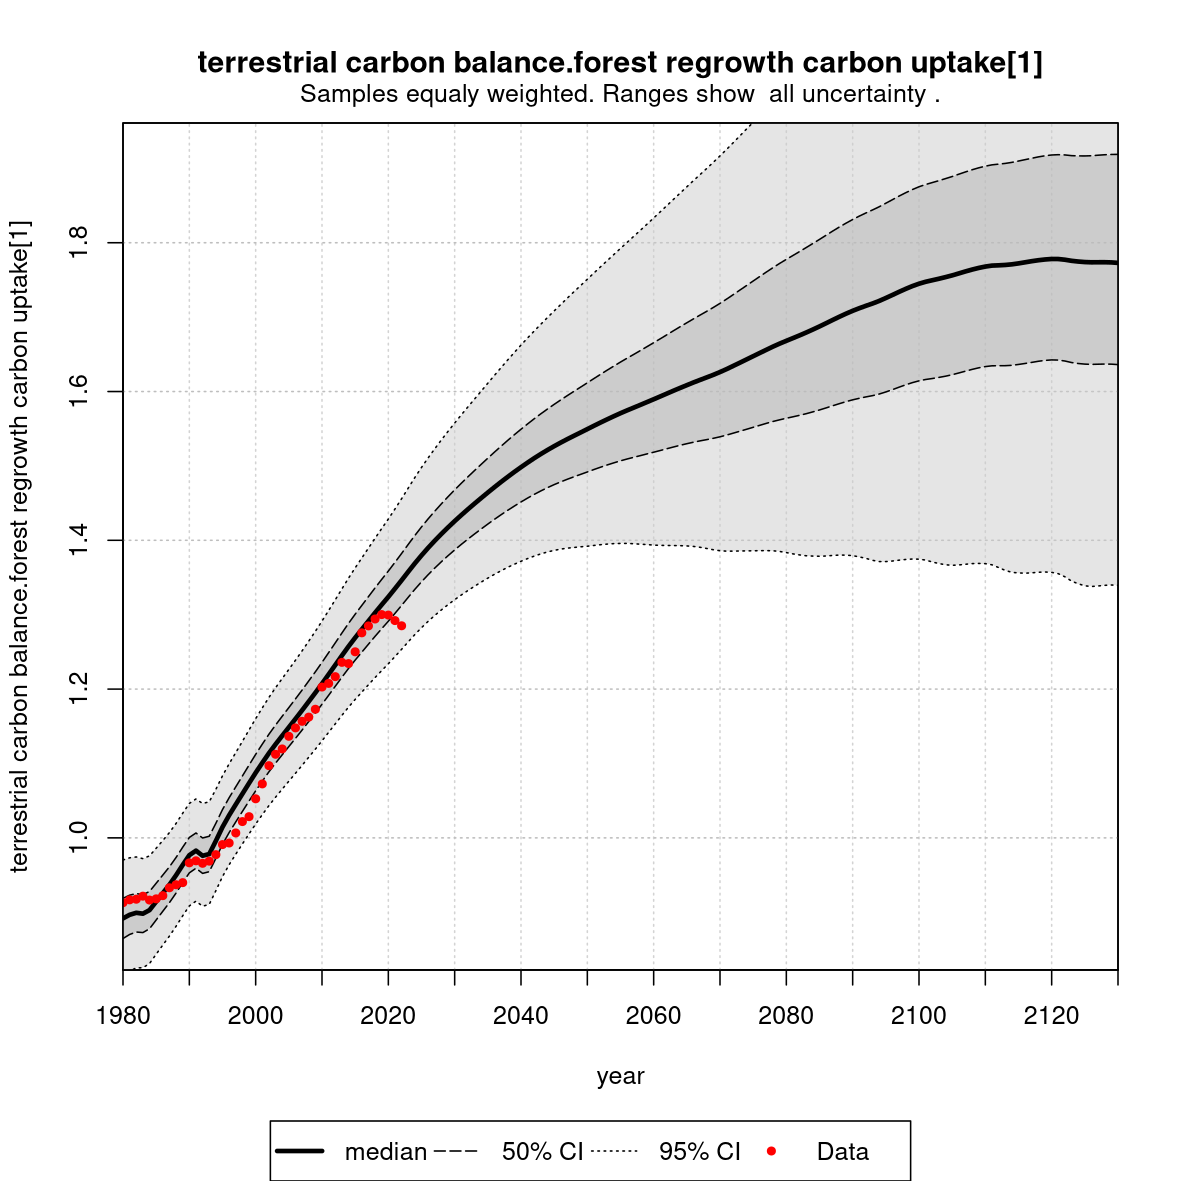 terrestrial carbon balance.forest regrowth carbon uptake[1]
Samples equaly weighted. Ranges show  all uncertainty .
terrestrial carbon balance.forest regrowth carbon uptake[1]
1.8
1.6
1.4
1.2
1.0
1980 2000 2020 2040 2060 2080 2100 2120
year
median 50% CI 95% CI Data